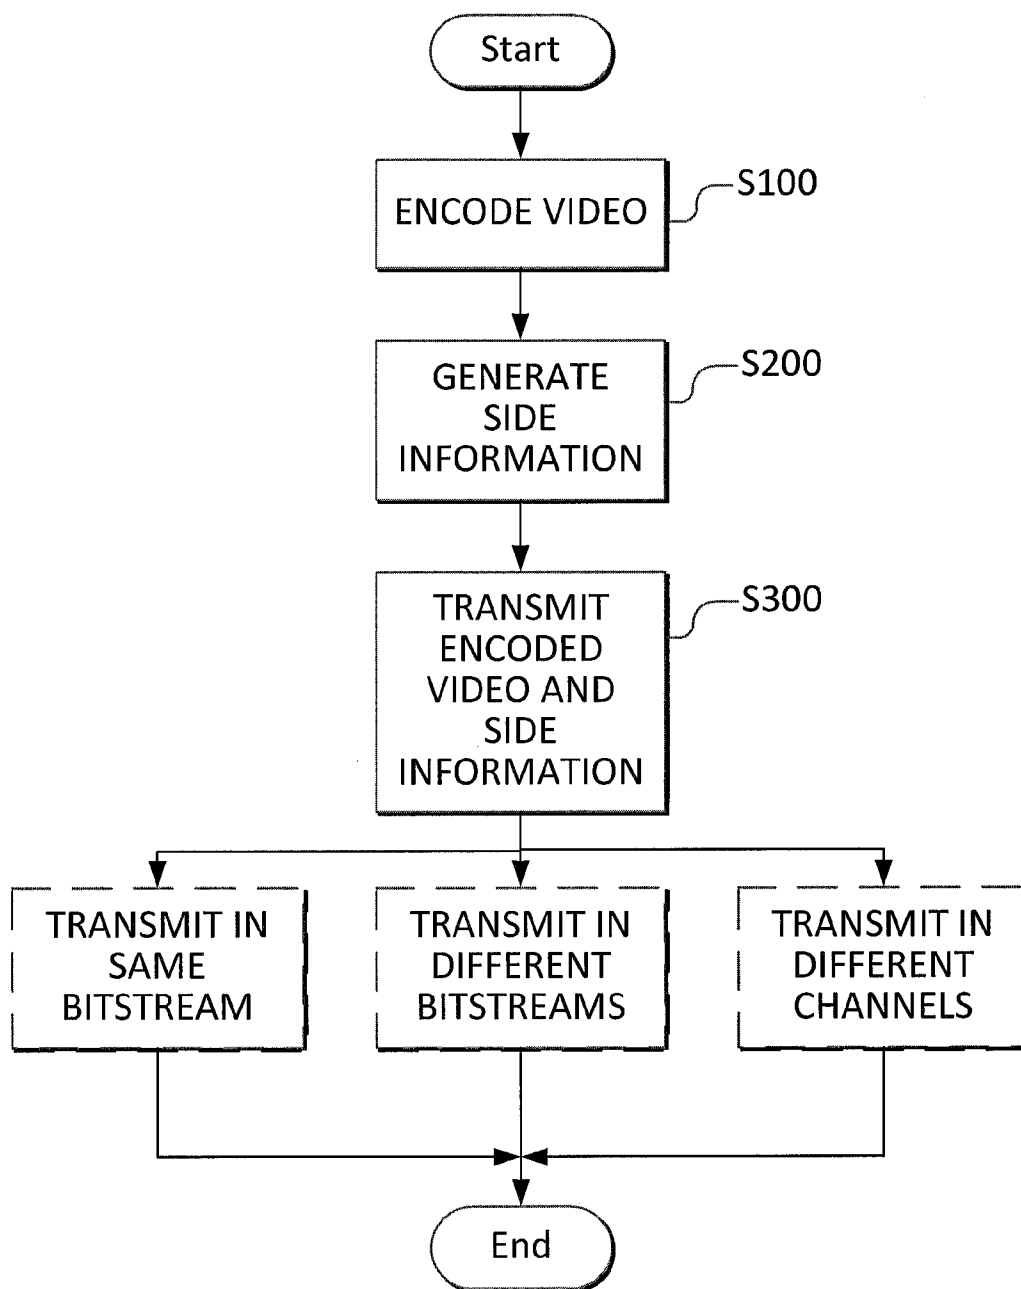 Start
ENCODE VIDEO
S100
GENERATE
SIDE
INFORMATION
S200
TRANSMIT
ENCODED
VIDEO AND
SIDE
INFORMATION
S300
TRANSMIT IN
SAME
BITSTREAM
TRANSMIT IN
DIFFERENT
BITSTREAMS
TRANSMIT IN
DIFFERENT
CHANNELS
End